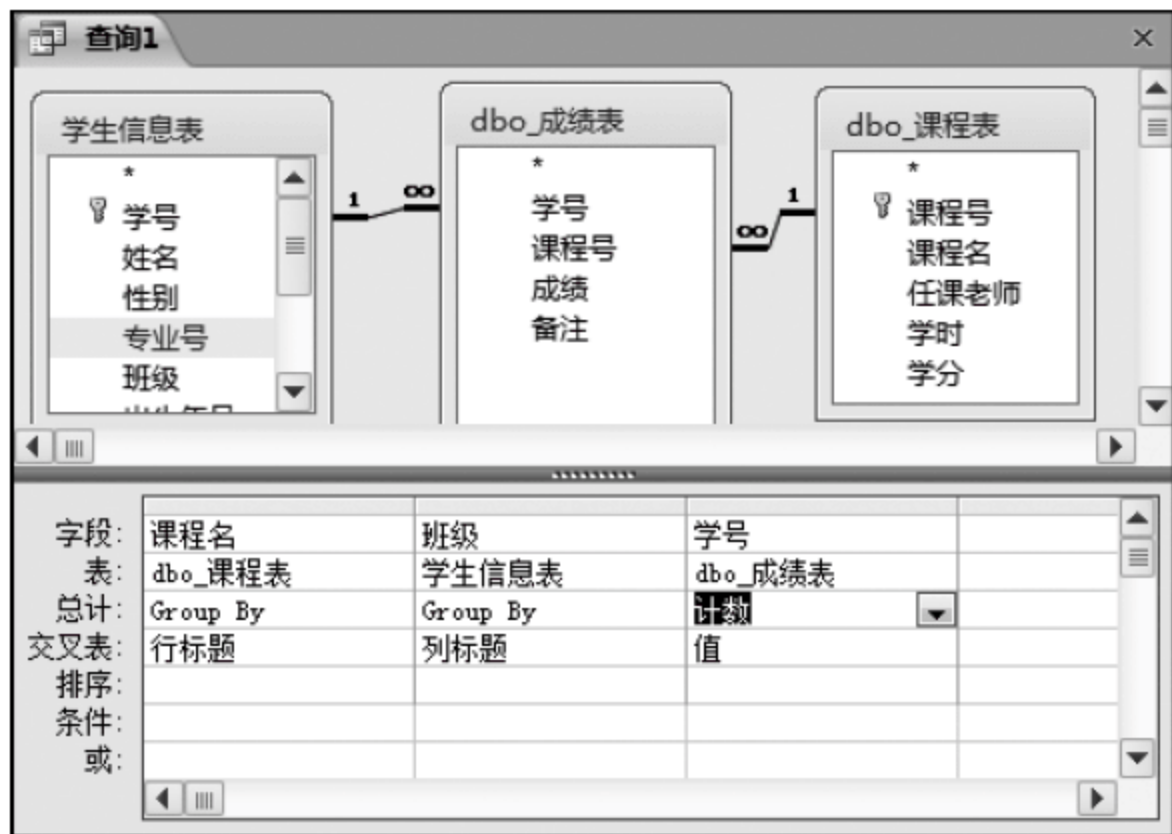 查询1
学生信息表
*
学号
姓名
性别
专业号
班级
1
∞
dbo_成绩表
*
学号
课程号
成绩
备注
∞
1
dbo_课程表
*
课程号
课程名
任课老师
学时
学分
字段: 课程名 班级 学号
表: dbo_课程表 学生信息表 dbo_成绩表
总计: Group By Group By 计数
交叉表: 行标题 列标题 值
排序:
条件:
或: